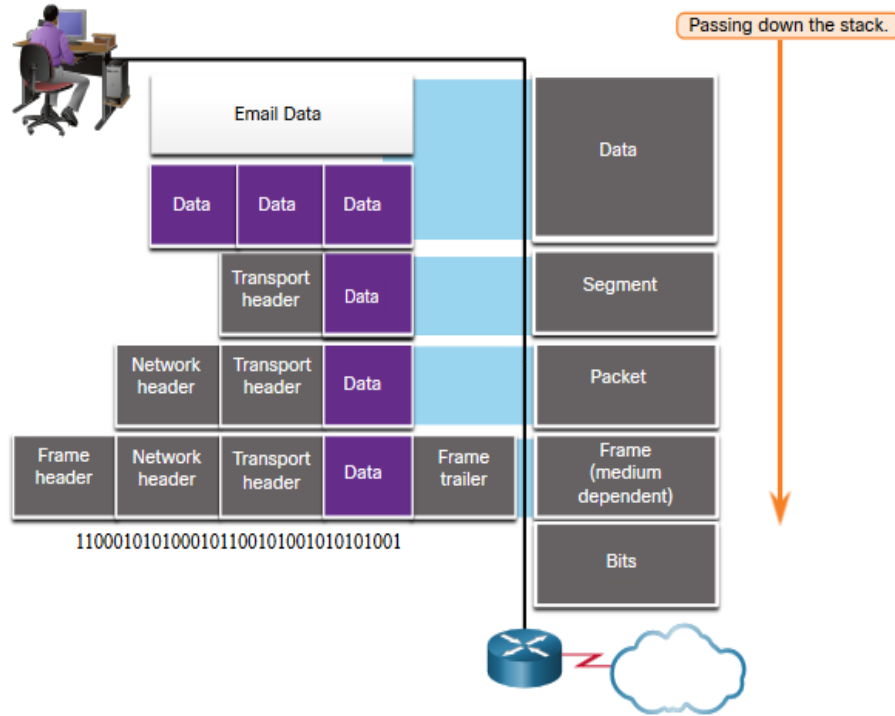 Passing down the stack.
Email Data
Data
Data
Data
Data
Transport
header
Data
Segment
Network
header
Transport
header
Data
Packet
Frame
header
Network
header
Transport
header
Data
Frame
trailer
Frame
(medium
dependent)
1100010101000101100101001010101001
Bits